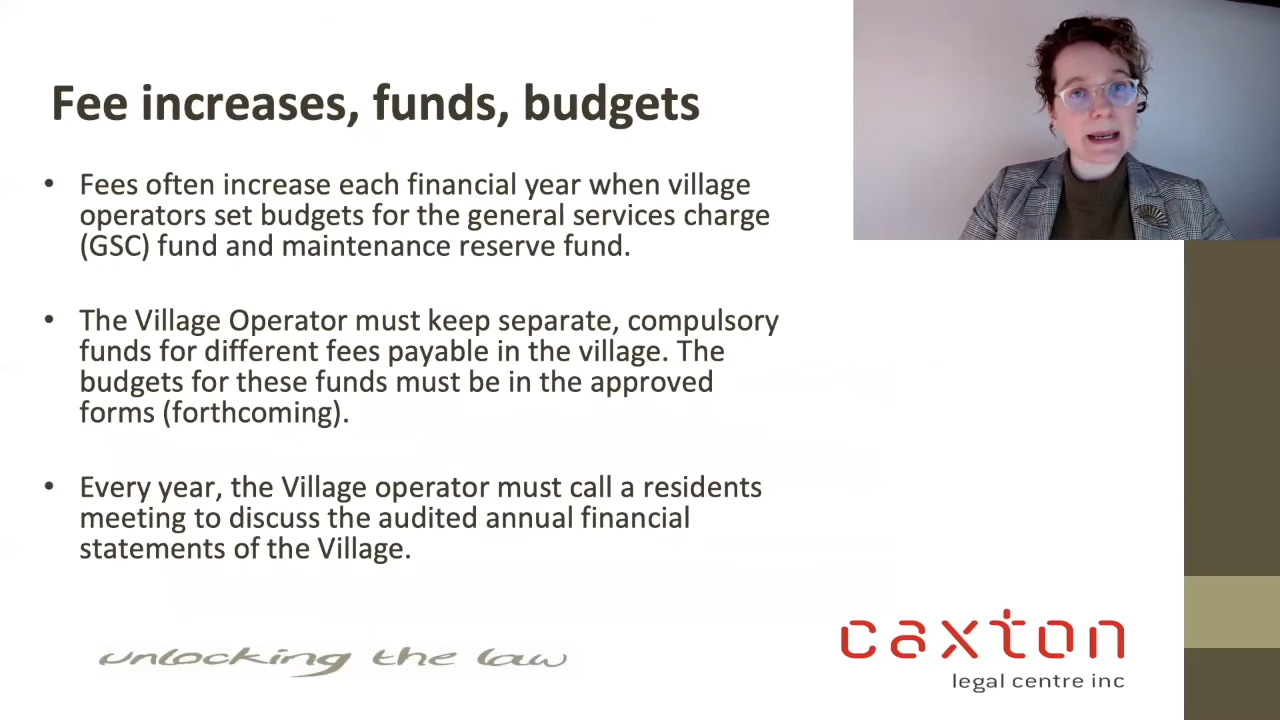 Fee increases, funds, budgets
• Fees often increase each financial year when village
operators set budgets for the general services charge
(GSC) fund and maintenance reserve fund.
• The Village Operator must keep separate, compulsory
funds for different fees payable in the village. The
budgets for these funds must be in the approved
forms (forthcoming).
• Every year, the Village operator must call a residents
meeting to discuss the audited annual financial
statements of the Village.
unlocking the law
caxton
legal centre inc